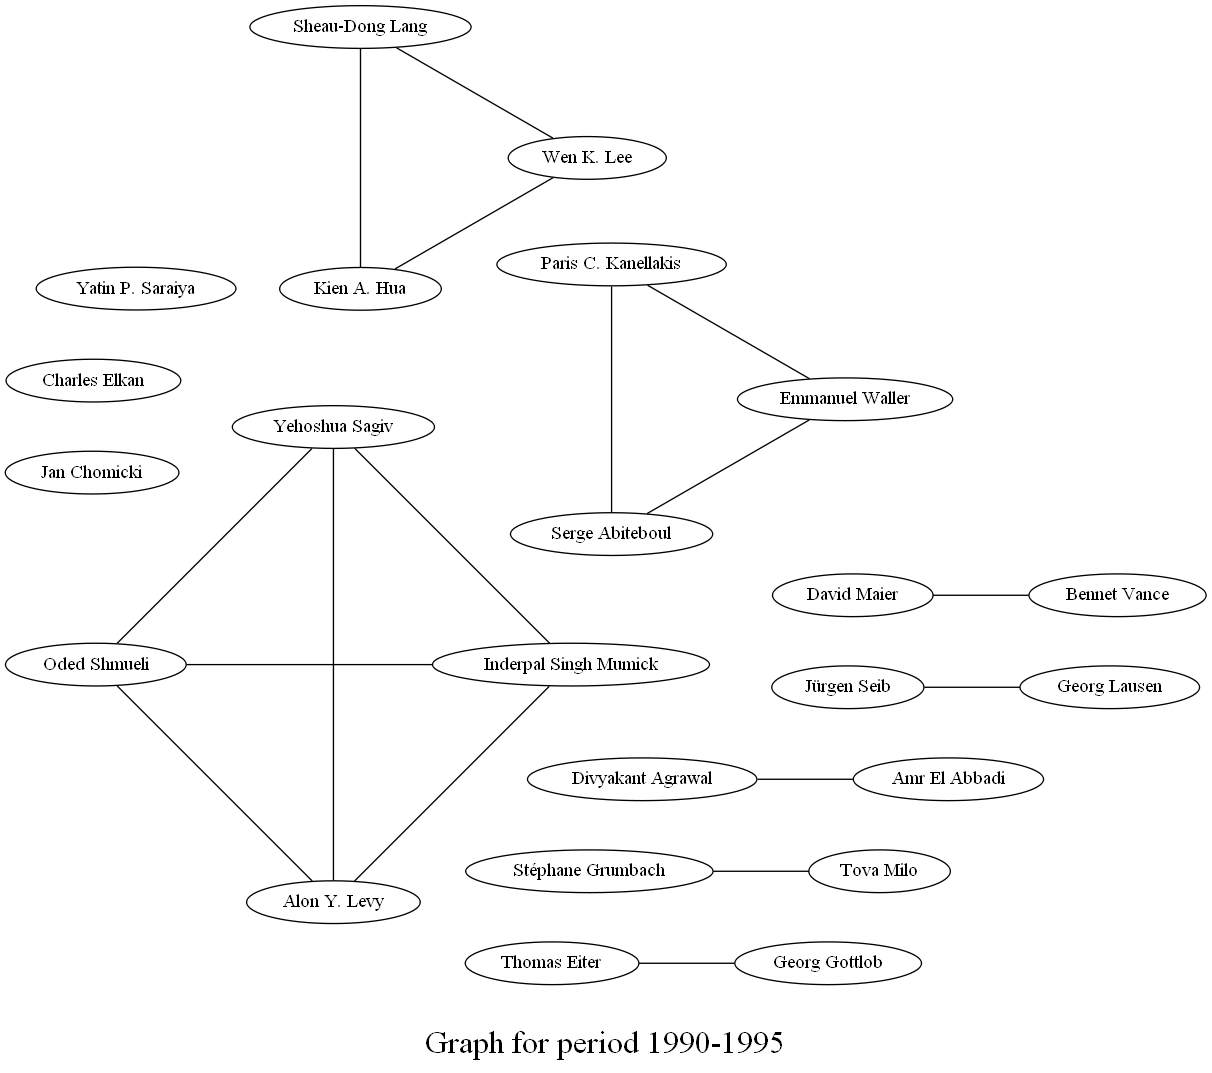 Sheau-Dong Lang
Wen K. Lee
Paris C. Kanellakis
Yatin P. Saraiya
Kien A. Hua
Charles Elkan
Emmanuel Waller
Yehoshua Sagiv
Jan Chomicki
Serge Abiteboul
David Maier
Bennet Vance
Oded Shmueli
Inderpal Singh Mumick
Jürgen Seib
Georg Lausen
Divyakant Agrawal
Amr El Abbadi
Stéphane Grumbach
Tova Milo
Alon Y. Levy
Thomas Eiter
Georg Gottlob
Graph for period 1990-1995